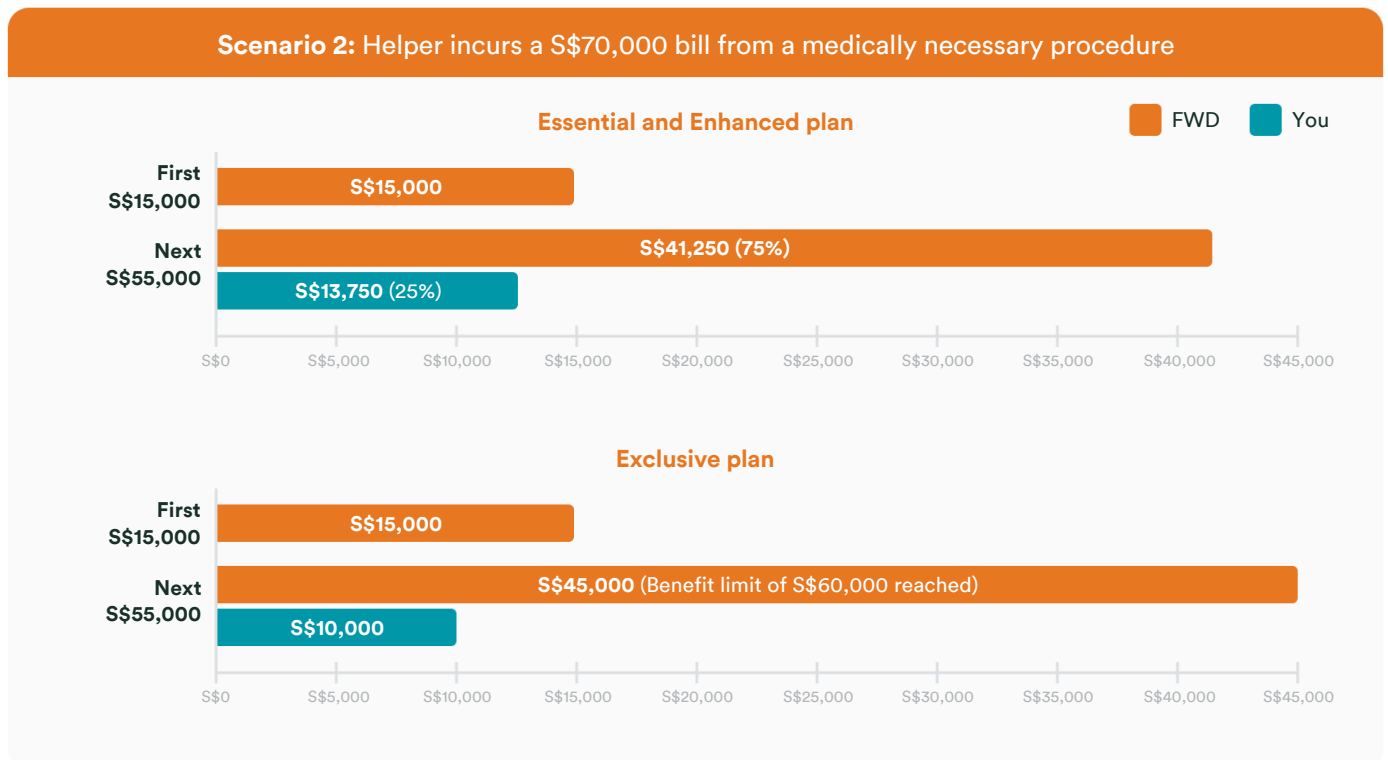 Scenario 2: Helper incurs a S$70,000 bill from a medically necessary procedure
Essential and Enhanced plan
FWD
You
First
S$15,000
S$15,000
Next
S$55,000
S$41,250 (75%)
S$13,750 (25%)
S$0
S$5,000
S$10,000
S$15,000
S$20,000
S$25,000
S$30,000
S$35,000
S$40,000
S$45,000
Exclusive plan
First
S$15,000
S$15,000
Next
S$55,000
S$45,000 (Benefit limit of S$60,000 reached)
S$10,000
S$0
S$5,000
S$10,000
S$15,000
S$20,000
S$25,000
S$30,000
S$35,000
S$40,000
S$45,000